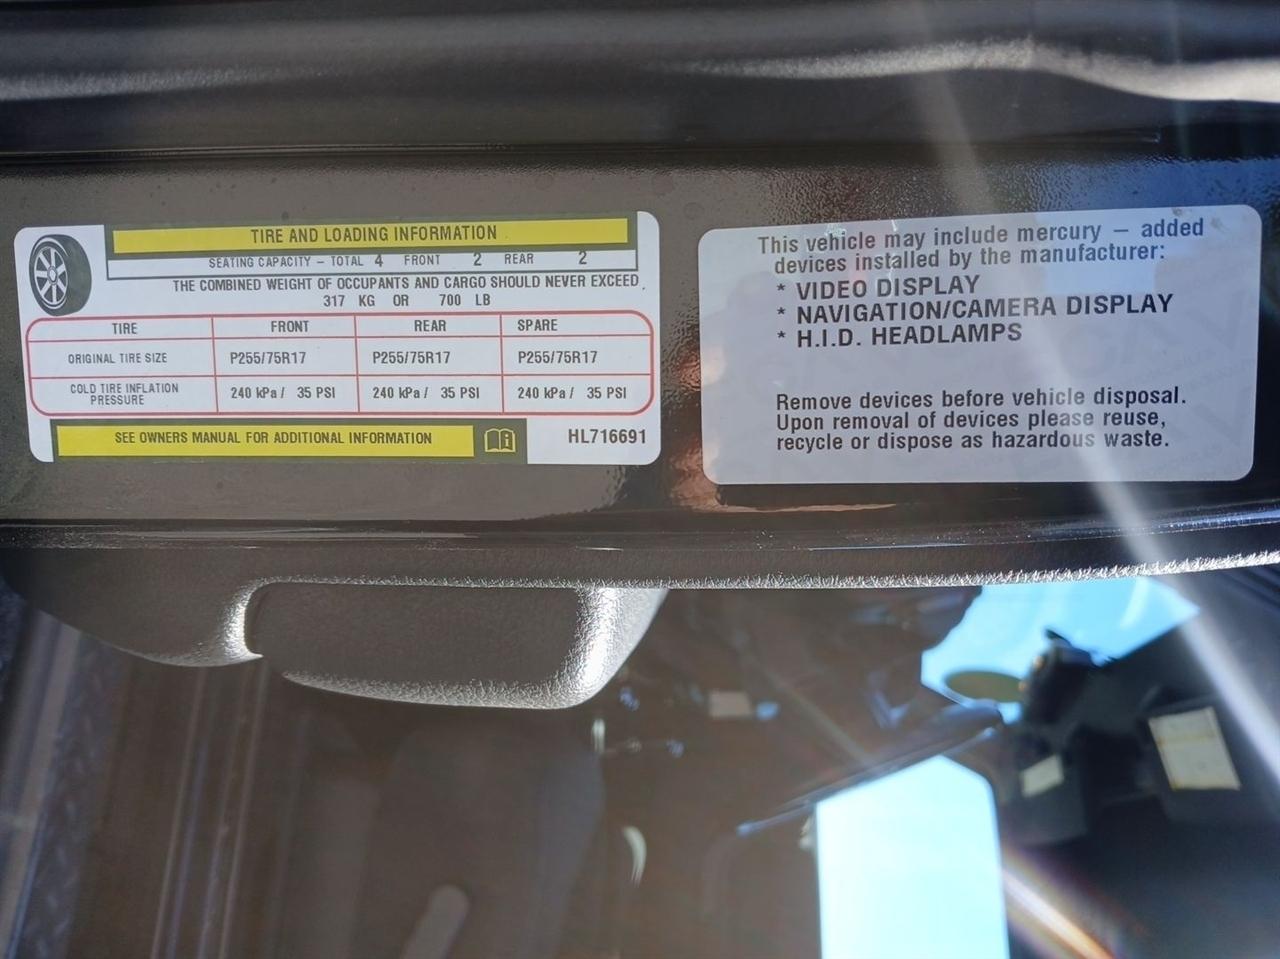 TIRE AND LOADING INFORMATION
SEATING CAPACITY – TOTAL 4 FRONT 2 REAR 2
THE COMBINED WEIGHT OF OCCUPANTS AND CARGO SHOULD NEVER EXCEED
317 KG OR 700 LB
TIRE FRONT REAR SPARE
ORIGINAL TIRE SIZE P255/75R17 P255/75R17 P255/75R17
COLD TIRE INFLATION
PRESSURE 240 kPa / 35 PSI 240 kPa / 35 PSI 240 kPa / 35 PSI
SEE OWNERS MANUAL FOR ADDITIONAL INFORMATION
HL716691
This vehicle may include mercury – added
devices installed by the manufacturer:
* VIDEO DISPLAY
* NAVIGATION/CAMERA DISPLAY
* H.I.D. HEADLAMPS
Remove devices before vehicle disposal.
Upon removal of devices please reuse,
recycle or dispose as hazardous waste.